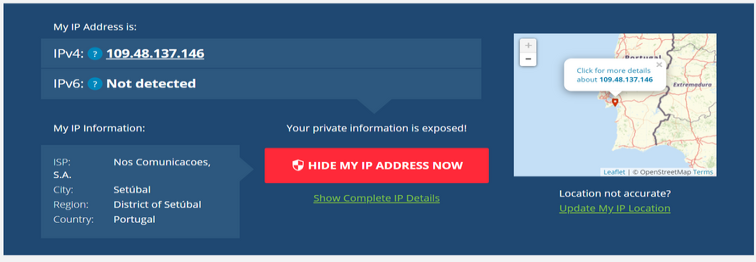 My IP Address is:
IPv4: ? 109.48.137.146
IPv6: ? Not detected
My IP Information:
ISP: Nos Comunicacoes,
S.A.
City: Setúbal
Region: District of Setúbal
Country: Portugal
Your private information is exposed!
HIDE MY IP ADDRESS NOW
Show Complete IP Details
+
−
Portugal
Extremadura
Click for more details
about 109.48.137.146
×
Leaflet | © OpenStreetMap Terms
Location not accurate?
Update My IP Location